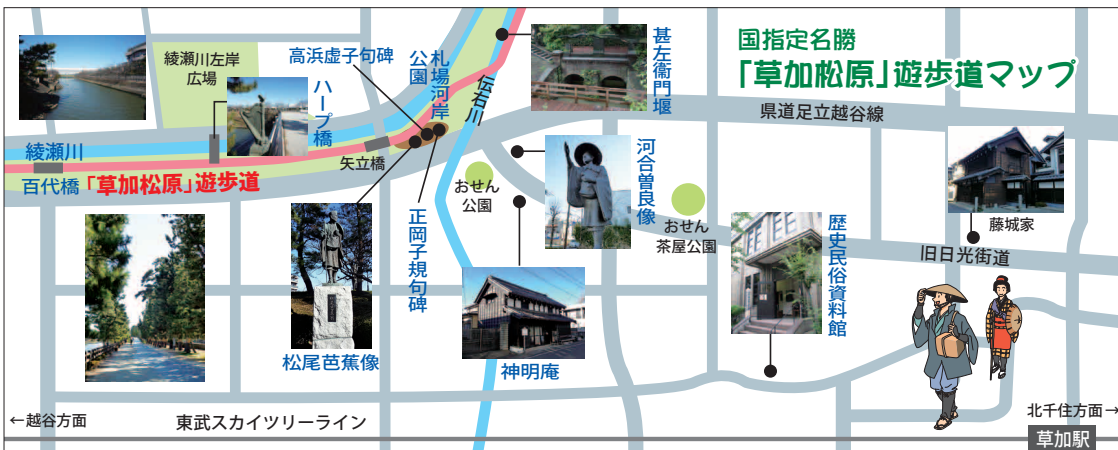 国指定名勝
「草加松原」遊歩道マップ
綾瀬川左岸
広場
ハープ橋
高浜虚子句碑
札場河岸
公園
伝右川
甚左衛門堰
県道足立越谷線
綾瀬川
百代橋
「草加松原」遊歩道
矢立橋
おせん
公園
河合曽良像
おせん
茶屋公園
正岡子規句碑
松尾芭蕉像
神明庵
歴史民俗資料館
藤城家
旧日光街道
←越谷方面
東武スカイツリーライン
北千住方面→
草加駅